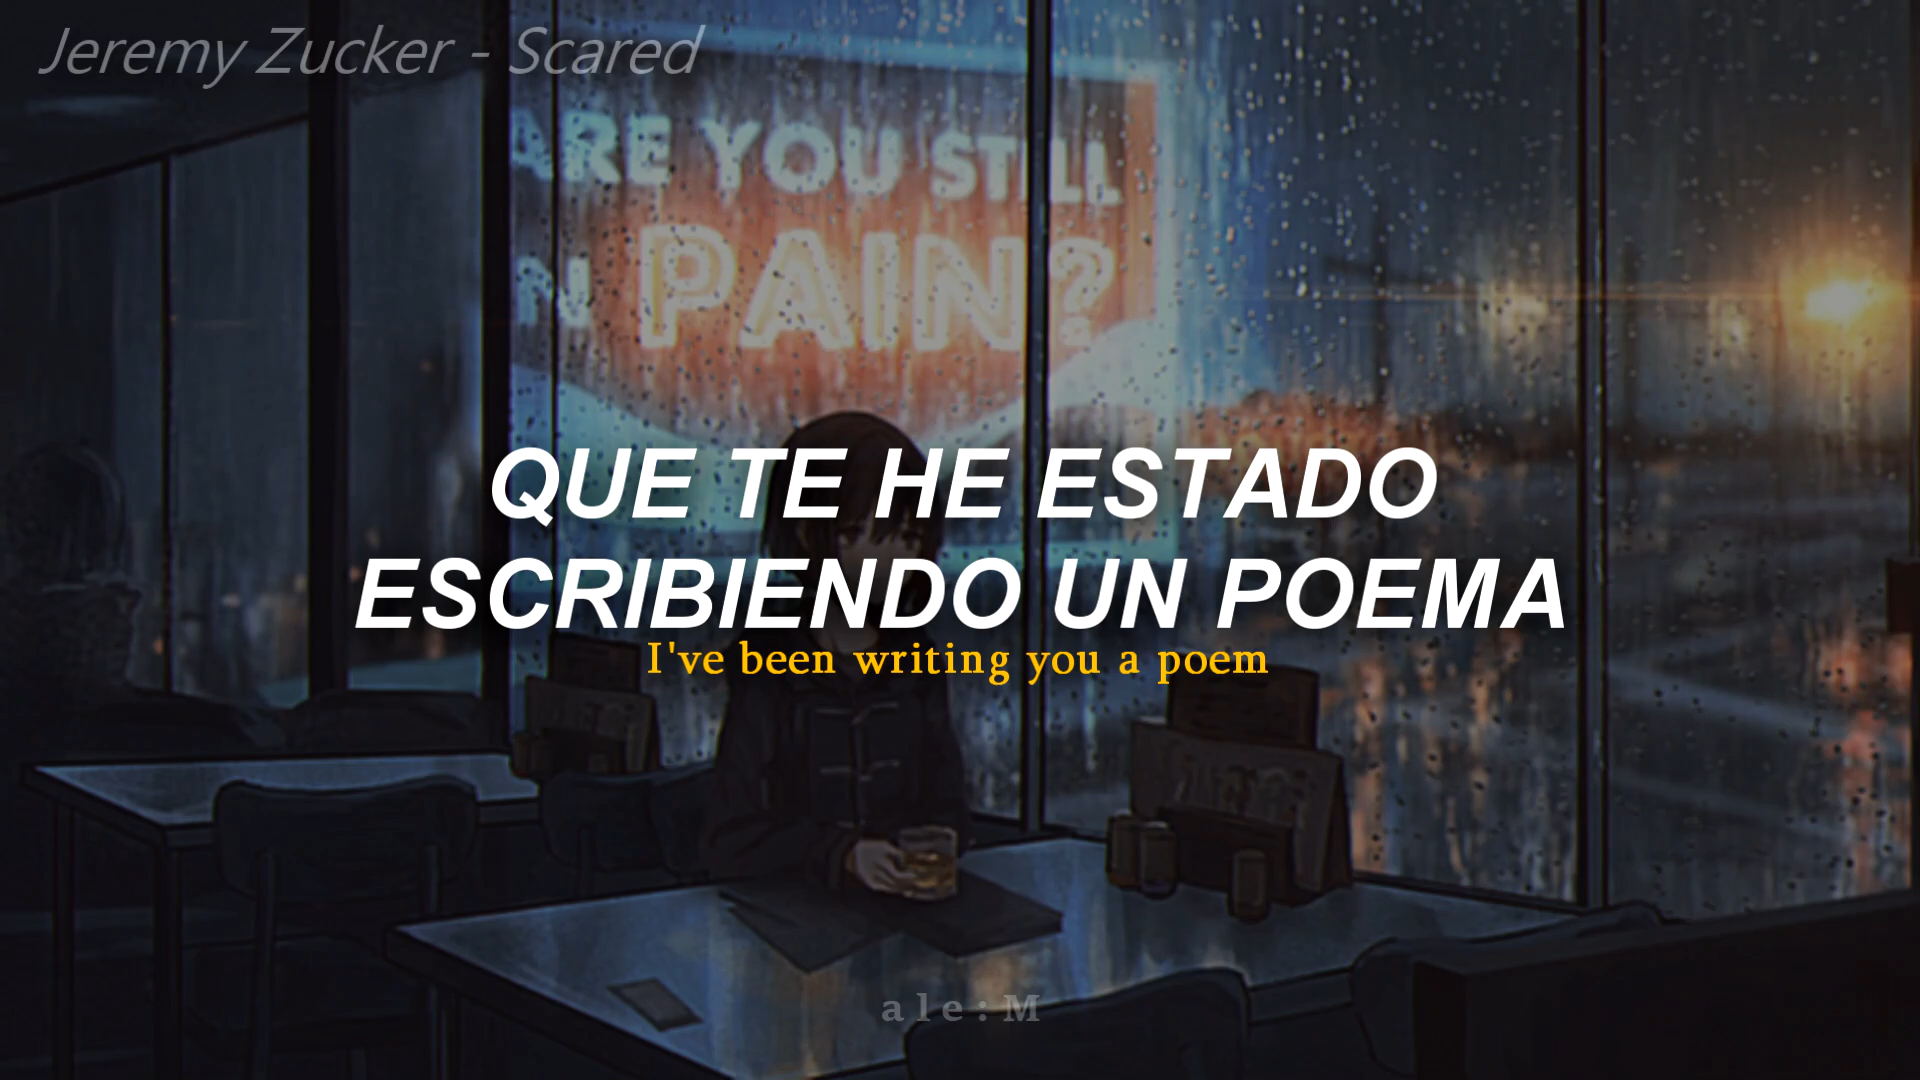 Jeremy Zucker - Scared
ARE YOU STILL
N PAIN?
QUE TE HE ESTADO
ESCRIBIENDO UN POEMA
I've been writing you a poem
ale:M